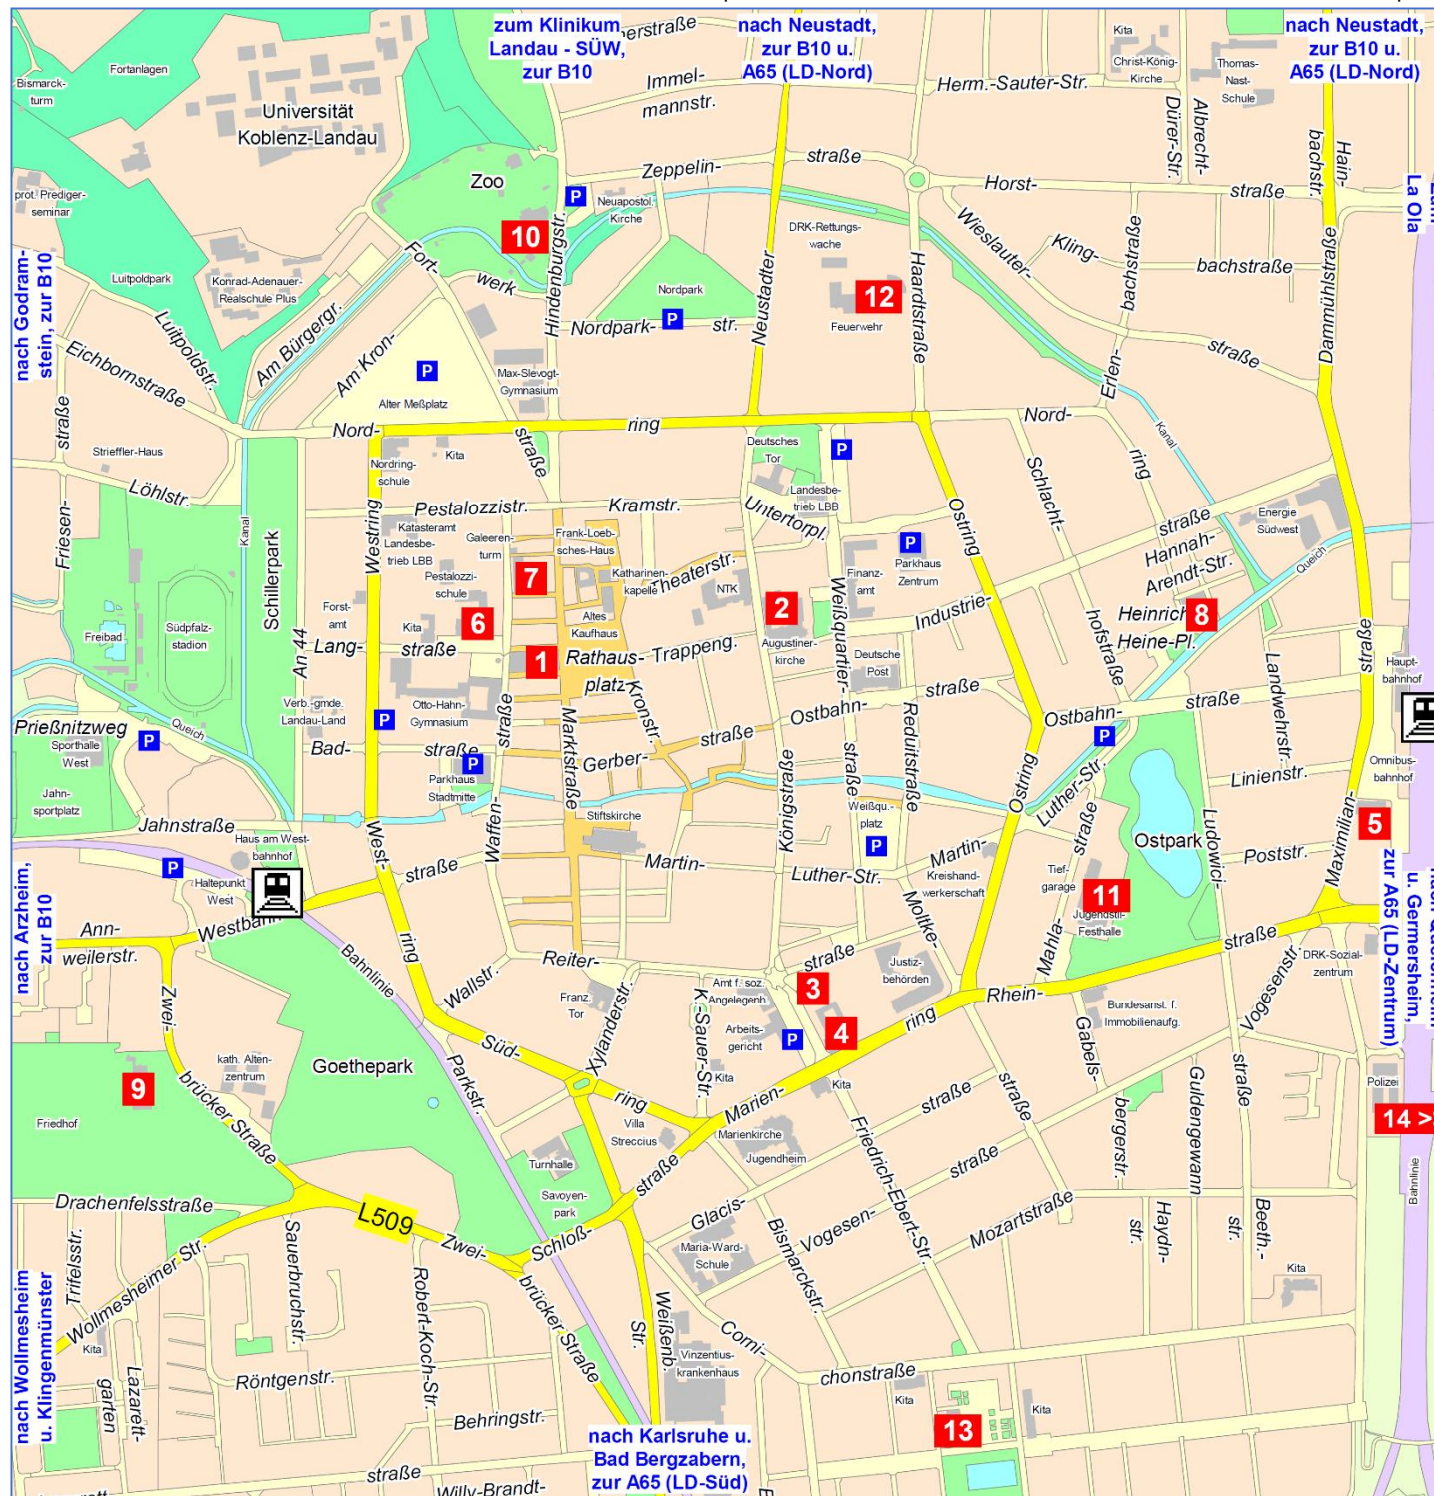 zum Klinikum
Landau - SÜW,
zur B10
nach Neustadt,
zur B10 u.
A65 (LD-Nord)
nach Neustadt,
zur B10 u.
A65 (LD-Nord)
Fortanlagen
Bismarck-
turm
Universität
Koblenz-Landau
Immel-
mannstr.
Herm.-Sauter-Str.
Kita
Christ-König-
Kirche
Thomas-
Nast-
Schule
Albrecht-
Dürer-Str.
Hain-
bachstr.
La Ola
Zeppelin-
straße
Horst-
straße
Zoo
P
Neuapostol.
Kirche
prot. Prediger-
seminar
10
Hindenburgstr.
DRK-Rettungs-
wache
Wieslauter-
straße
Kling-
bachstraße
Erlen-
bachstraße
Dammühlstraße
nach Godram-
stein, zur B10
Luitpoldpark
Konrad-Adenauer-
Realschule Plus
Fort-
werk
Nordpark
12
Feuerwehr
Haardtstraße
Neustadter
Nordpark-
str.
P
Luitpoldstr.
Am Bürgergr.
Am Kron-
Eichbornstraße
P
Alter Meßplatz
Max-Slevogt-
Gymnasium
Nord-
ring
Nord-
ring
straße
Strieffler-Haus
Löhlstr.
Friesen-
straße
Nordring-
schule
Kita
straße
Deutsches
Tor
P
Landesbe-
trieb LBB
Untertorpl.
Schlacht-
hofstraße
Kanal
Energie
Südwest
Queich
Kanal
Schillerpark
Westring
Pestalozzistr.
Kramstr.
Katasteramt
Landesbe-
trieb LBB
Galeeren-
turm
Frank-Loeb-
sches-Haus
Pestalozzi-
schule
7
Katharinen-
kapelle
Theaterstr.
NTK
2
Finanz-
amt
P
Parkhaus
Zentrum
Ostring
Industrie-
straße
Hannah-
Arendt-Str.
Heinrich-
Heine-Pl.
8
Freibad
Südpfalz-
stadion
An 44
Forst-
amt
Kita
6
Altes
Kaufhaus
Lang-
straße
1
Rathaus-
platz
Trappeng.
Augustiner-
kirche
Weißquartier-
straße
Deutsche
Post
Haupt-
bahnhof
straße
Verb.-gmde.
Landau-Land
Otto-Hahn-
Gymnasium
Kronstr.
Ostbahn-
straße
Reduitstraße
Ostbahn-
straße
Landwehrstr.
Prießnitzweg
Sporthalle
West
P
Queich
P
Bad-
straße
P
Parkhaus
Stadtmitte
Marktstraße
Gerber-
straße
Königstraße
P
Luther-Str.
Linienstr.
Omnibus-
bahnhof
Jahn-
sportplatz
Jahnstraße
Haus am West-
bahnhof
Waffen-
straße
Stiftskirche
Weißqu.-
platz
P
Ostring
Ostpark
Ludowici-
straße
Poststr.
Maximilian-
5
P
Haltepunkt
West
West-
ring
straße
Martin-
Luther-Str.
Martin-
Kreishand-
werkerschaft
Tief-
garage
11
Jugendstil-
Festhalle
Mahla-
straße
zur A65 (LD-Zentrum)
u. Germersheim,
nach Arzheim,
zur B10
Ann-
weilerstr.
Westbahn-
Bahnlinie
Wallstr.
Reiter-
straße
Franz.
Tor
Xylanderstr.
K.-Sauer-Str.
Amt f. soz.
Angelegenh.
3
Moltke-
straße
Justiz-
behörden
Rhein-
straße
Vogesenstr.
DRK-Sozial-
zentrum
Zwei-
brücker Straße
Goethepark
Süd-
ring
Arbeits-
gericht
P
4
ring
Bundesanst. f.
Immobilienaufg.
Gabels-
bergerstr.
9
Friedhof
kath. Alten-
zentrum
Parkstr.
Kita
Marien-
Kita
straße
Guldengewann
Polizei
14 >
Bahnlinie
Villa
Streccius
Marienkirche
Jugendheim
Friedrich-Ebert-Str.
straße
Drachenfelsstraße
Turnhalle
Savoyen-
park
straße
Glacis-
Vogesen-
Mozartstraße
Haydn-
str.
Beeth.-
str.
L509
Zwei-
brücker Straße
Schloß-
Maria-Ward-
Schule
Bismarckstr.
Kita
Trifelsstr.
Sauerbruchstr.
Wollmesheimer Str.
Robert-Koch-Str.
Weißenb.
Str.
Corni-
chonstraße
nach Wollmesheim
u. Klingenmünster
Kita
Lazarett-
garten
Röntgenstr.
Vinzentius-
krankenhaus
Kita
Kita
13
Behringstr.
nach Karlsruhe u.
Bad Bergzabern,
zur A65 (LD-Süd)
straße
Willy-Brandt-